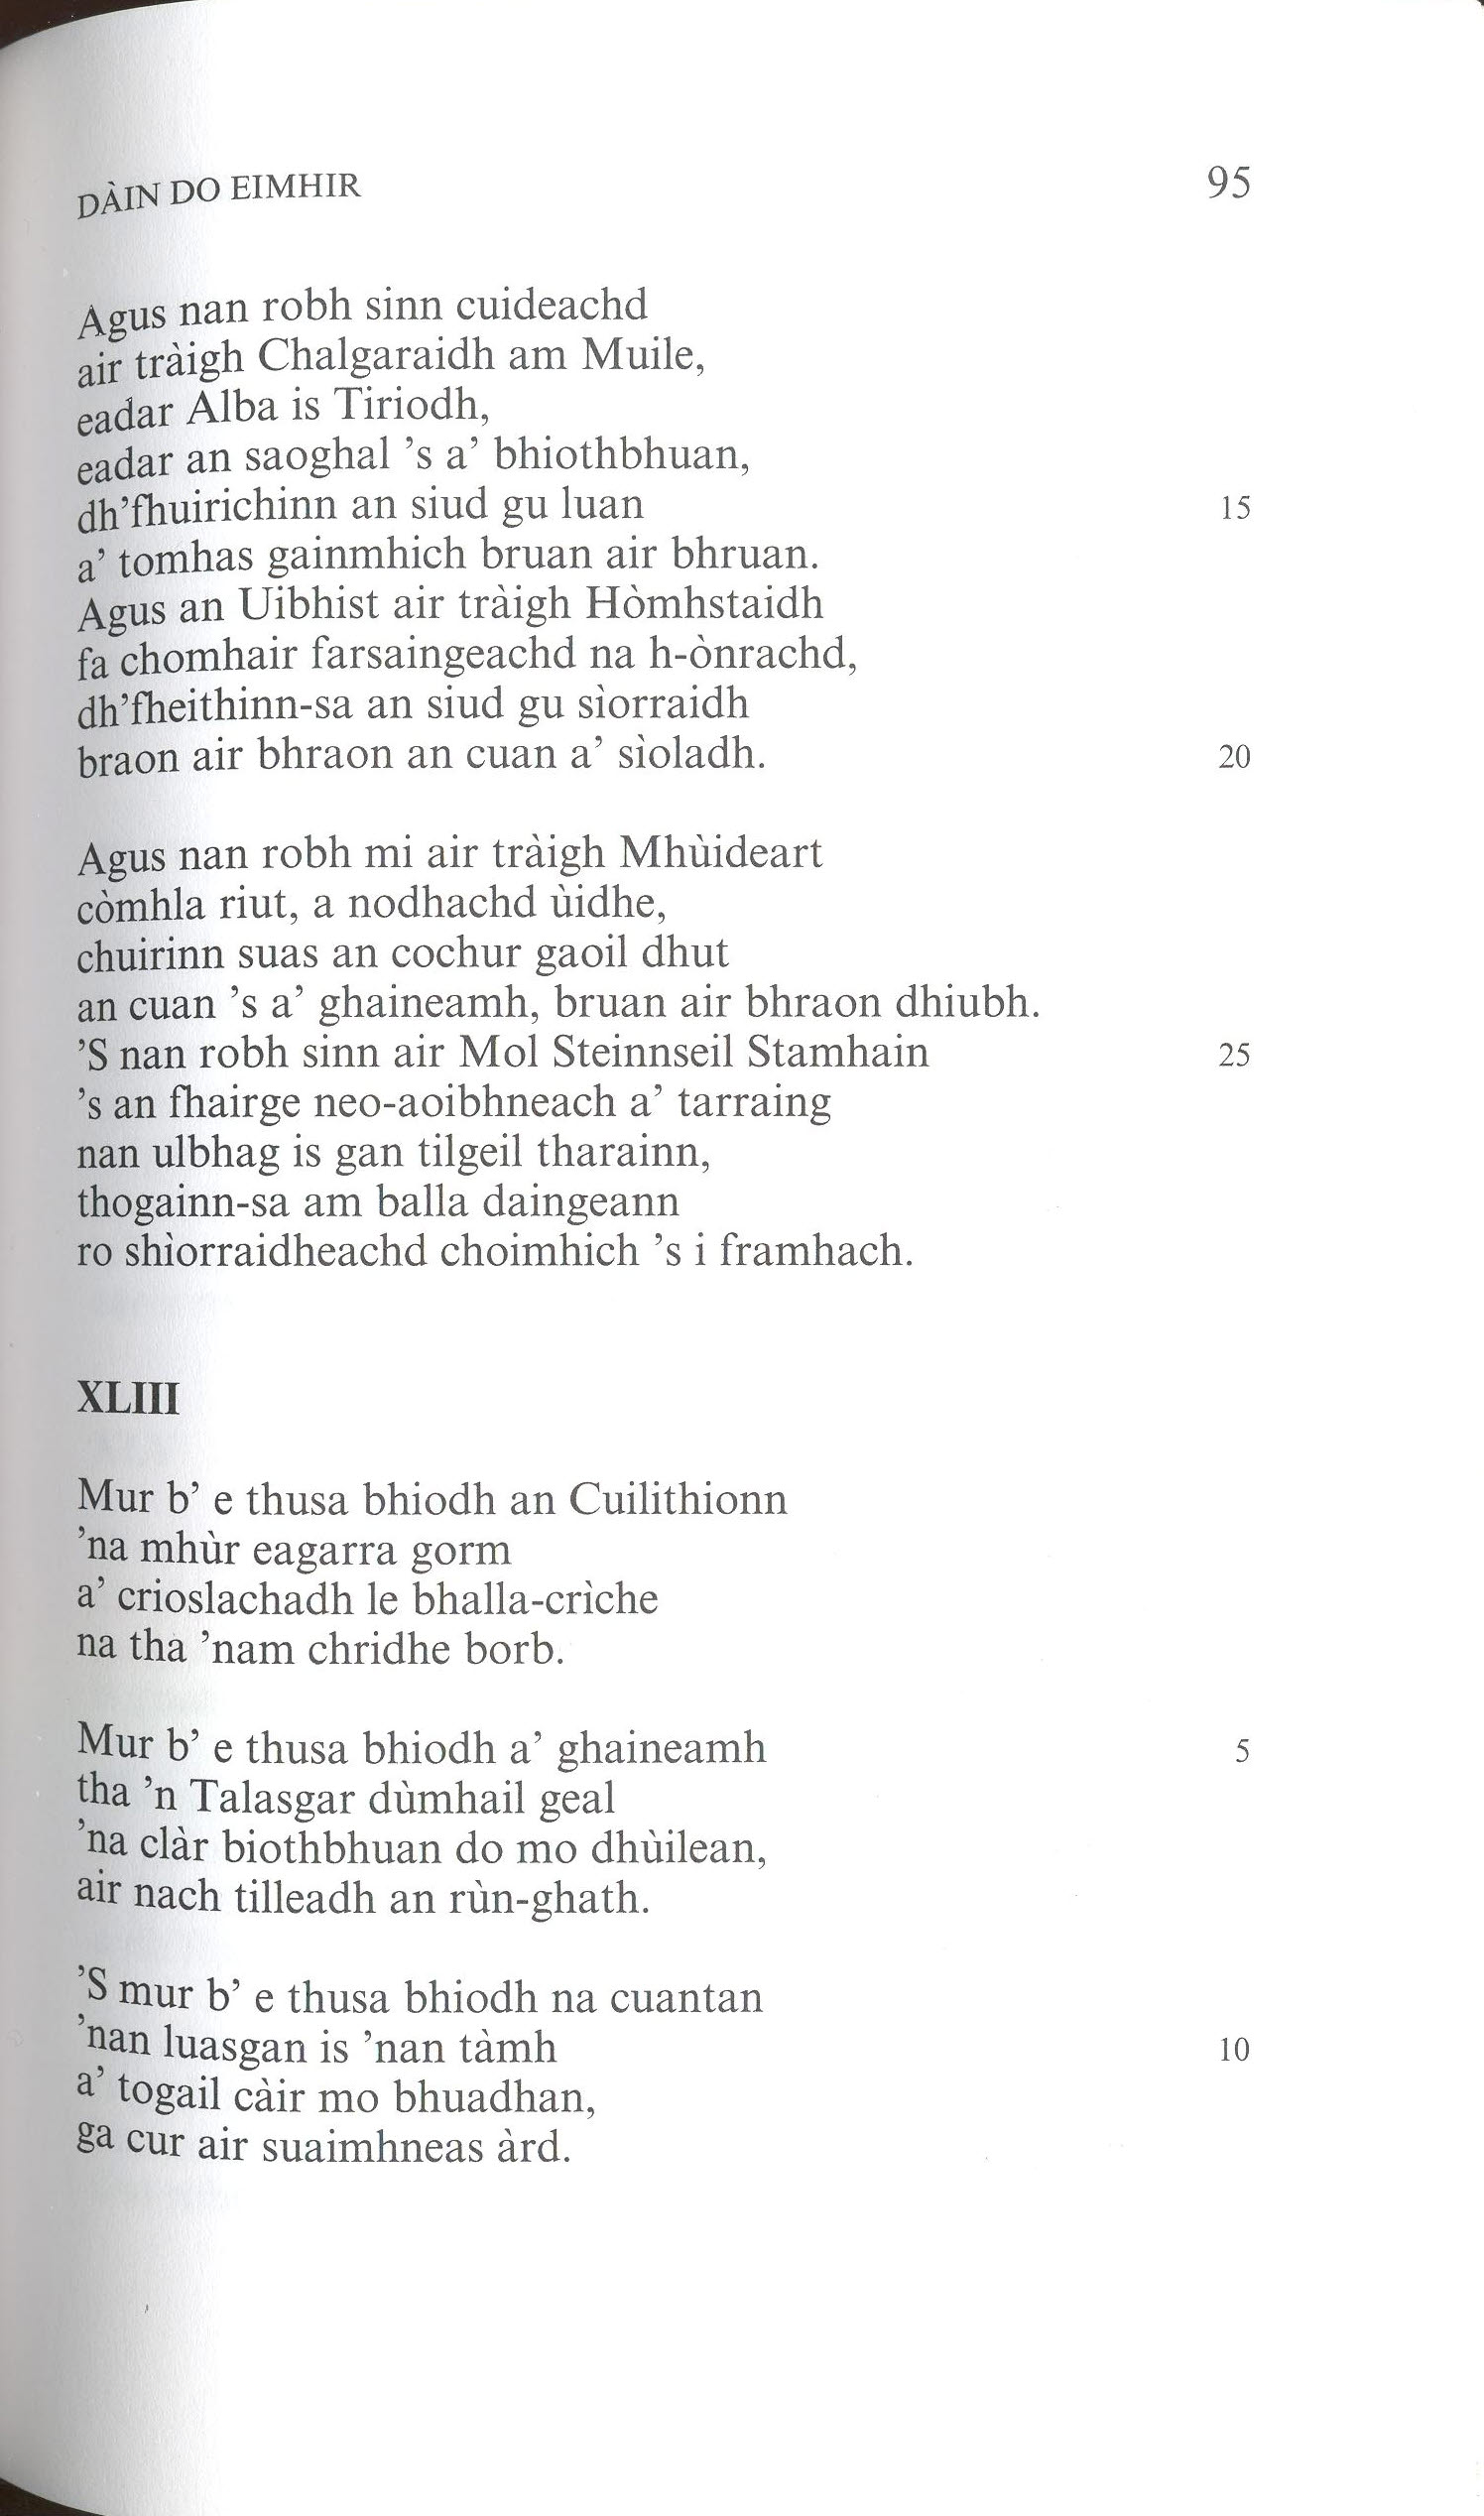 DÀIN DO EIMHIR 95
Agus nan robh sinn cuideachd
air tràigh Chalgaraidh am Muile,
eadar Alba is Tiriodh,
eadar an saoghal ’s a’ bhiothbhuan,
dh’fhuirichinn an siud gu luan 15
a’ tomhas gainmhich bruan air bhruan.
Agus an Uibhist air tràigh Hòmhstaidh
fa chomhair farsaingeachd na h-ònrachd,
dh’fheithinn-sa an siud gu sìorraidh
braon air bhraon an cuan a’ sìoladh. 20
Agus nan robh mi air tràigh Mhùideart
còmhla riut, a nodhachd ùidhe,
chuirinn suas an cochur gaoil dhut
an cuan ’s a’ ghaineamh, bruan air bhraon dhiubh.
’S nan robh sinn air Mol Steinnseil Stamhain 25
’s an fhairge neo-aoibhneach a’ tarraing
nan ulbhag is gan tilgeil tharainn,
thogainn-sa am balla daingeann
ro shìorraidheachd choimhich ’s i framhach.
XLIII
Mur b’ e thusa bhiodh an Cuilithionn
’na mhùr eagarra gorm
a’ crioslachadh le bhalla-crìche
na tha ’nam chridhe borb.
Mur b’ e thusa bhiodh a’ ghaineamh 5
tha ’n Talasgar dùmhail geal
’na clàr biothbhuan do mo dhùilean,
air nach tilleadh an rùn-ghath.
’S mur b’ e thusa bhiodh na cuantan
’nan luasgan is ’nan tàmh 10
a’ togail càir mo bhuadhan,
ga cur air suaimhneas àrd.